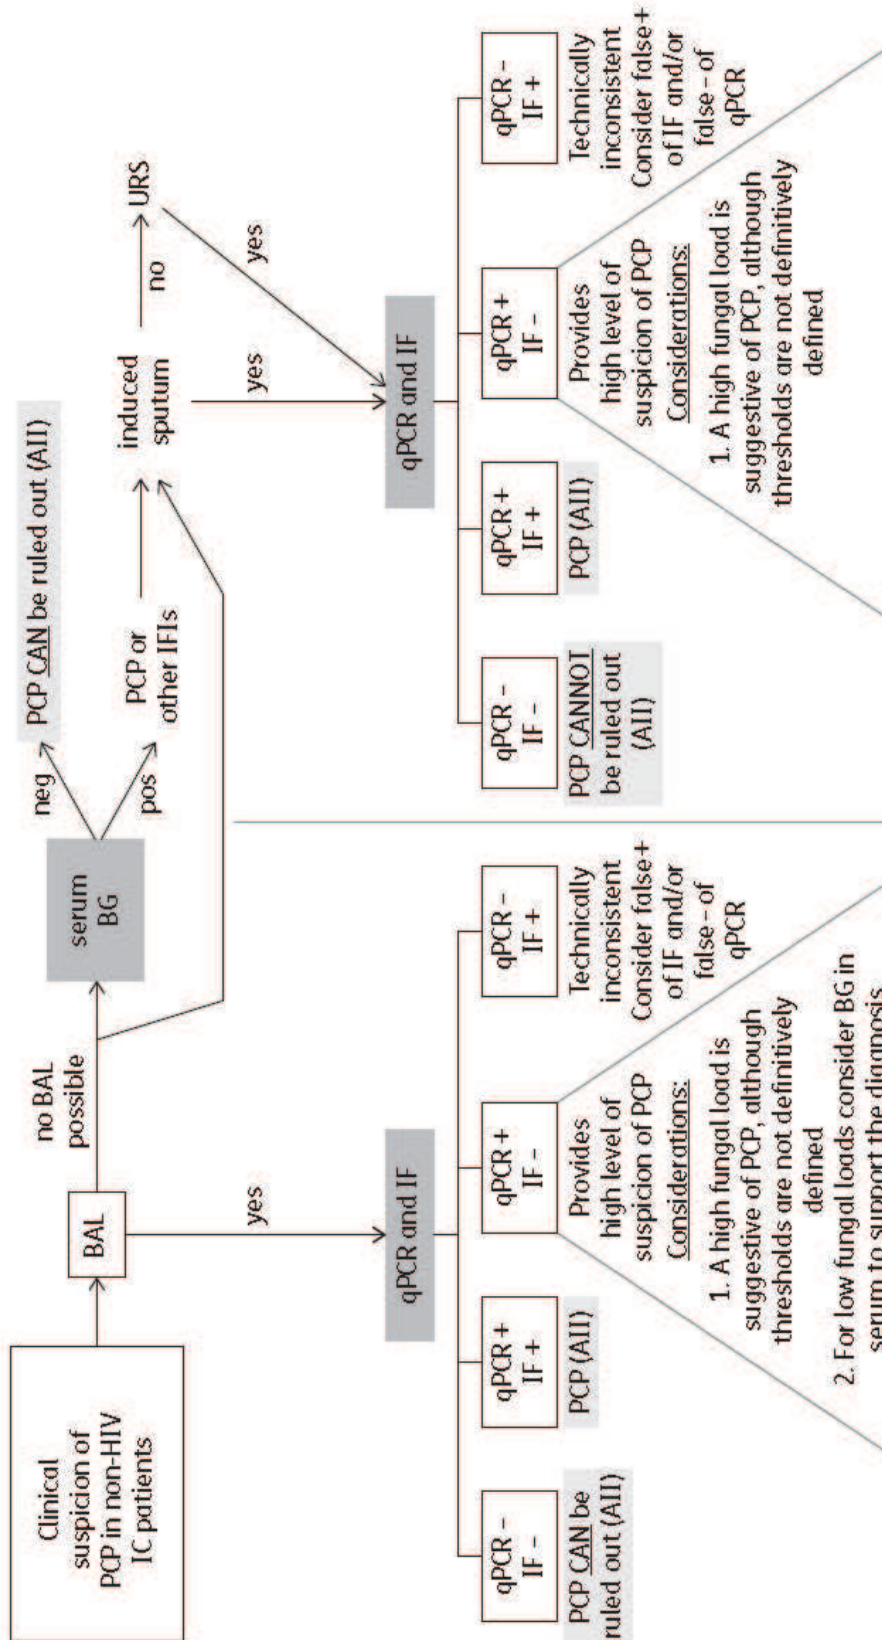 Clinical
suspicion of
PCP in non-HIV
IC patients
BAL
no BAL
possible
serum
BG
neg
pos
PCP CAN be ruled out (AII)
PCP or
other IFIs
induced
sputum
no
URS
yes
yes
yes
qPCR and IF
qPCR –
IF –
PCP CAN be
ruled out (AII)
qPCR +
IF +
PCP (AII)
qPCR +
IF –
Provides
high level of
suspicion of PCP
Considerations:
1. A high fungal load is
suggestive of PCP, although
thresholds are not definitively
defined
2. For low fungal loads consider BG in
serum to support the diagnosis
qPCR –
IF +
Technically
inconsistent
Consider false+
of IF and/or
false – of
qPCR
qPCR and IF
qPCR –
IF –
PCP CANNOT
be ruled out
(AII)
qPCR +
IF +
PCP (AII)
qPCR +
IF –
Provides
high level of
suspicion of PCP
Considerations:
1. A high fungal load is
suggestive of PCP, although
thresholds are not definitively
defined
qPCR –
IF +
Technically
inconsistent
Consider false+
of IF and/or
false – of
qPCR